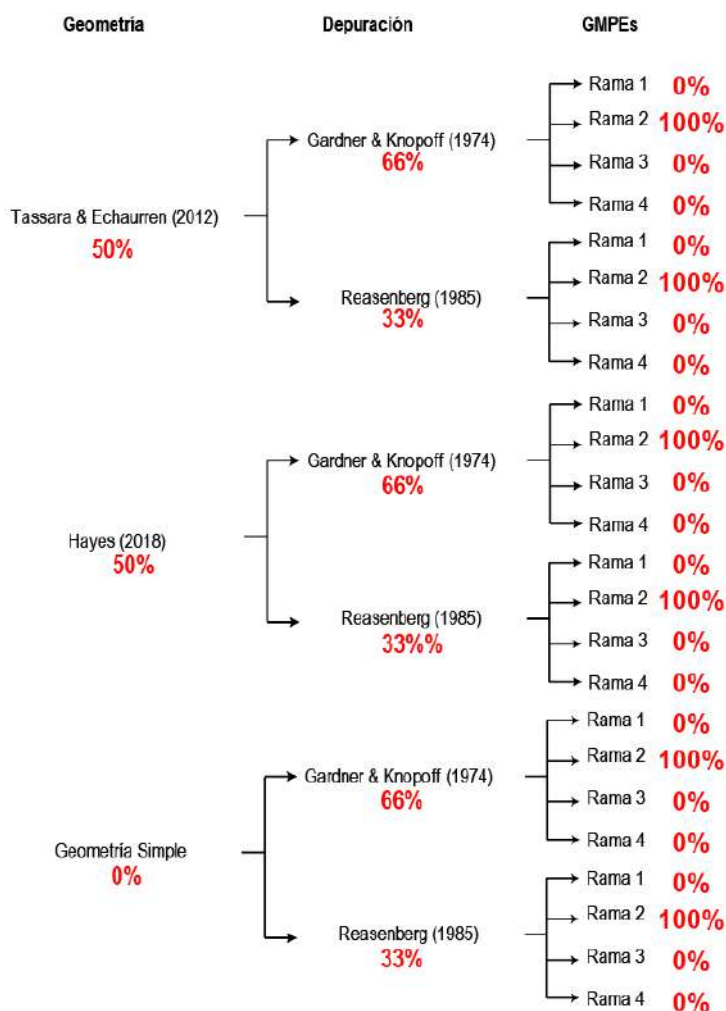 Geometría Depuración GMPEs
Rama 1 0%
Rama 2 100%
Gardner & Knopoff (1974)
66%
Rama 3 0%
Rama 4 0%
Tassara & Echaurren (2012)
50%
Rama 1 0%
Rama 2 100%
Reasenberg (1985)
33%
Rama 3 0%
Rama 4 0%
Rama 1 0%
Rama 2 100%
Gardner & Knopoff (1974)
66%
Rama 3 0%
Rama 4 0%
Hayes (2018)
50%
Rama 1 0%
Rama 2 100%
Reasenberg (1985)
33%%
Rama 3 0%
Rama 4 0%
Rama 1 0%
Rama 2 100%
Gardner & Knopoff (1974)
66%
Rama 3 0%
Rama 4 0%
Geometría Simple
0%
Rama 1 0%
Rama 2 100%
Reasenberg (1985)
33%
Rama 3 0%
Rama 4 0%